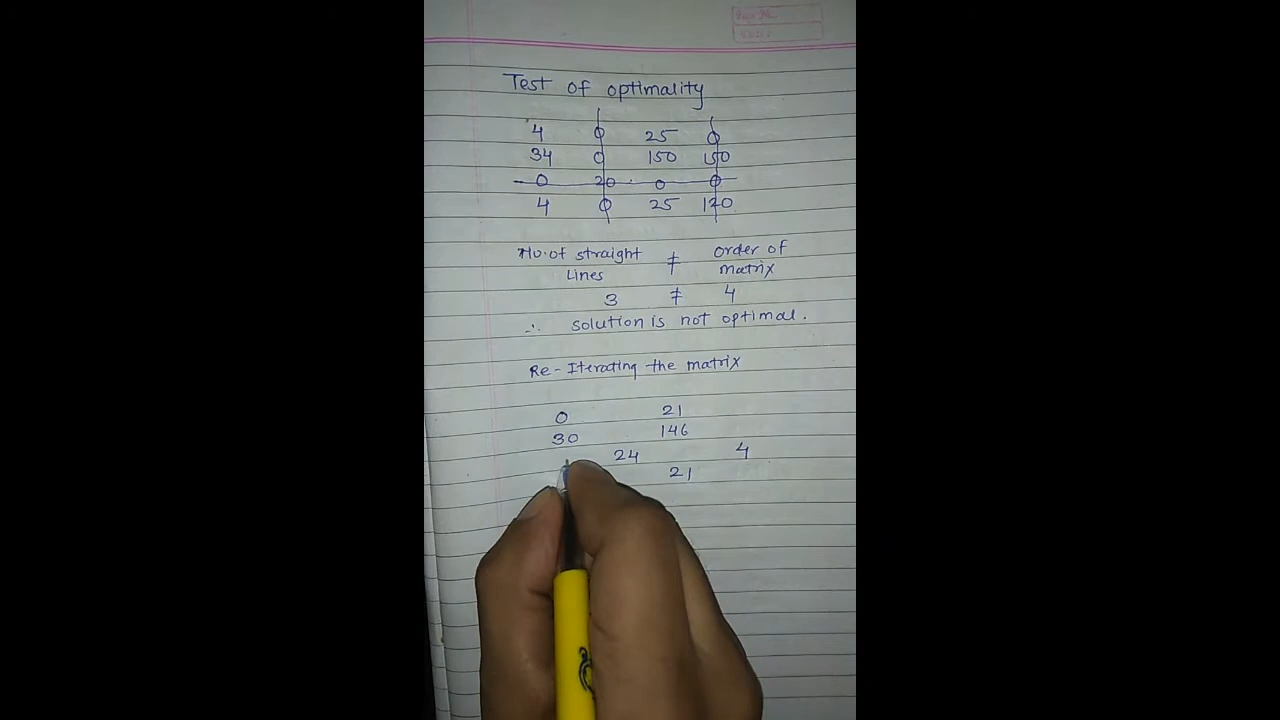 Test of optimality
4 0 25 0
34 0 150 150
0 20 0 0
4 0 25 120
No. of straight Lines ≠ order of matrix
3 ≠ 4
∴ solution is not optimal.
Re-Iterating the matrix
0 21
30 146
24 4
21